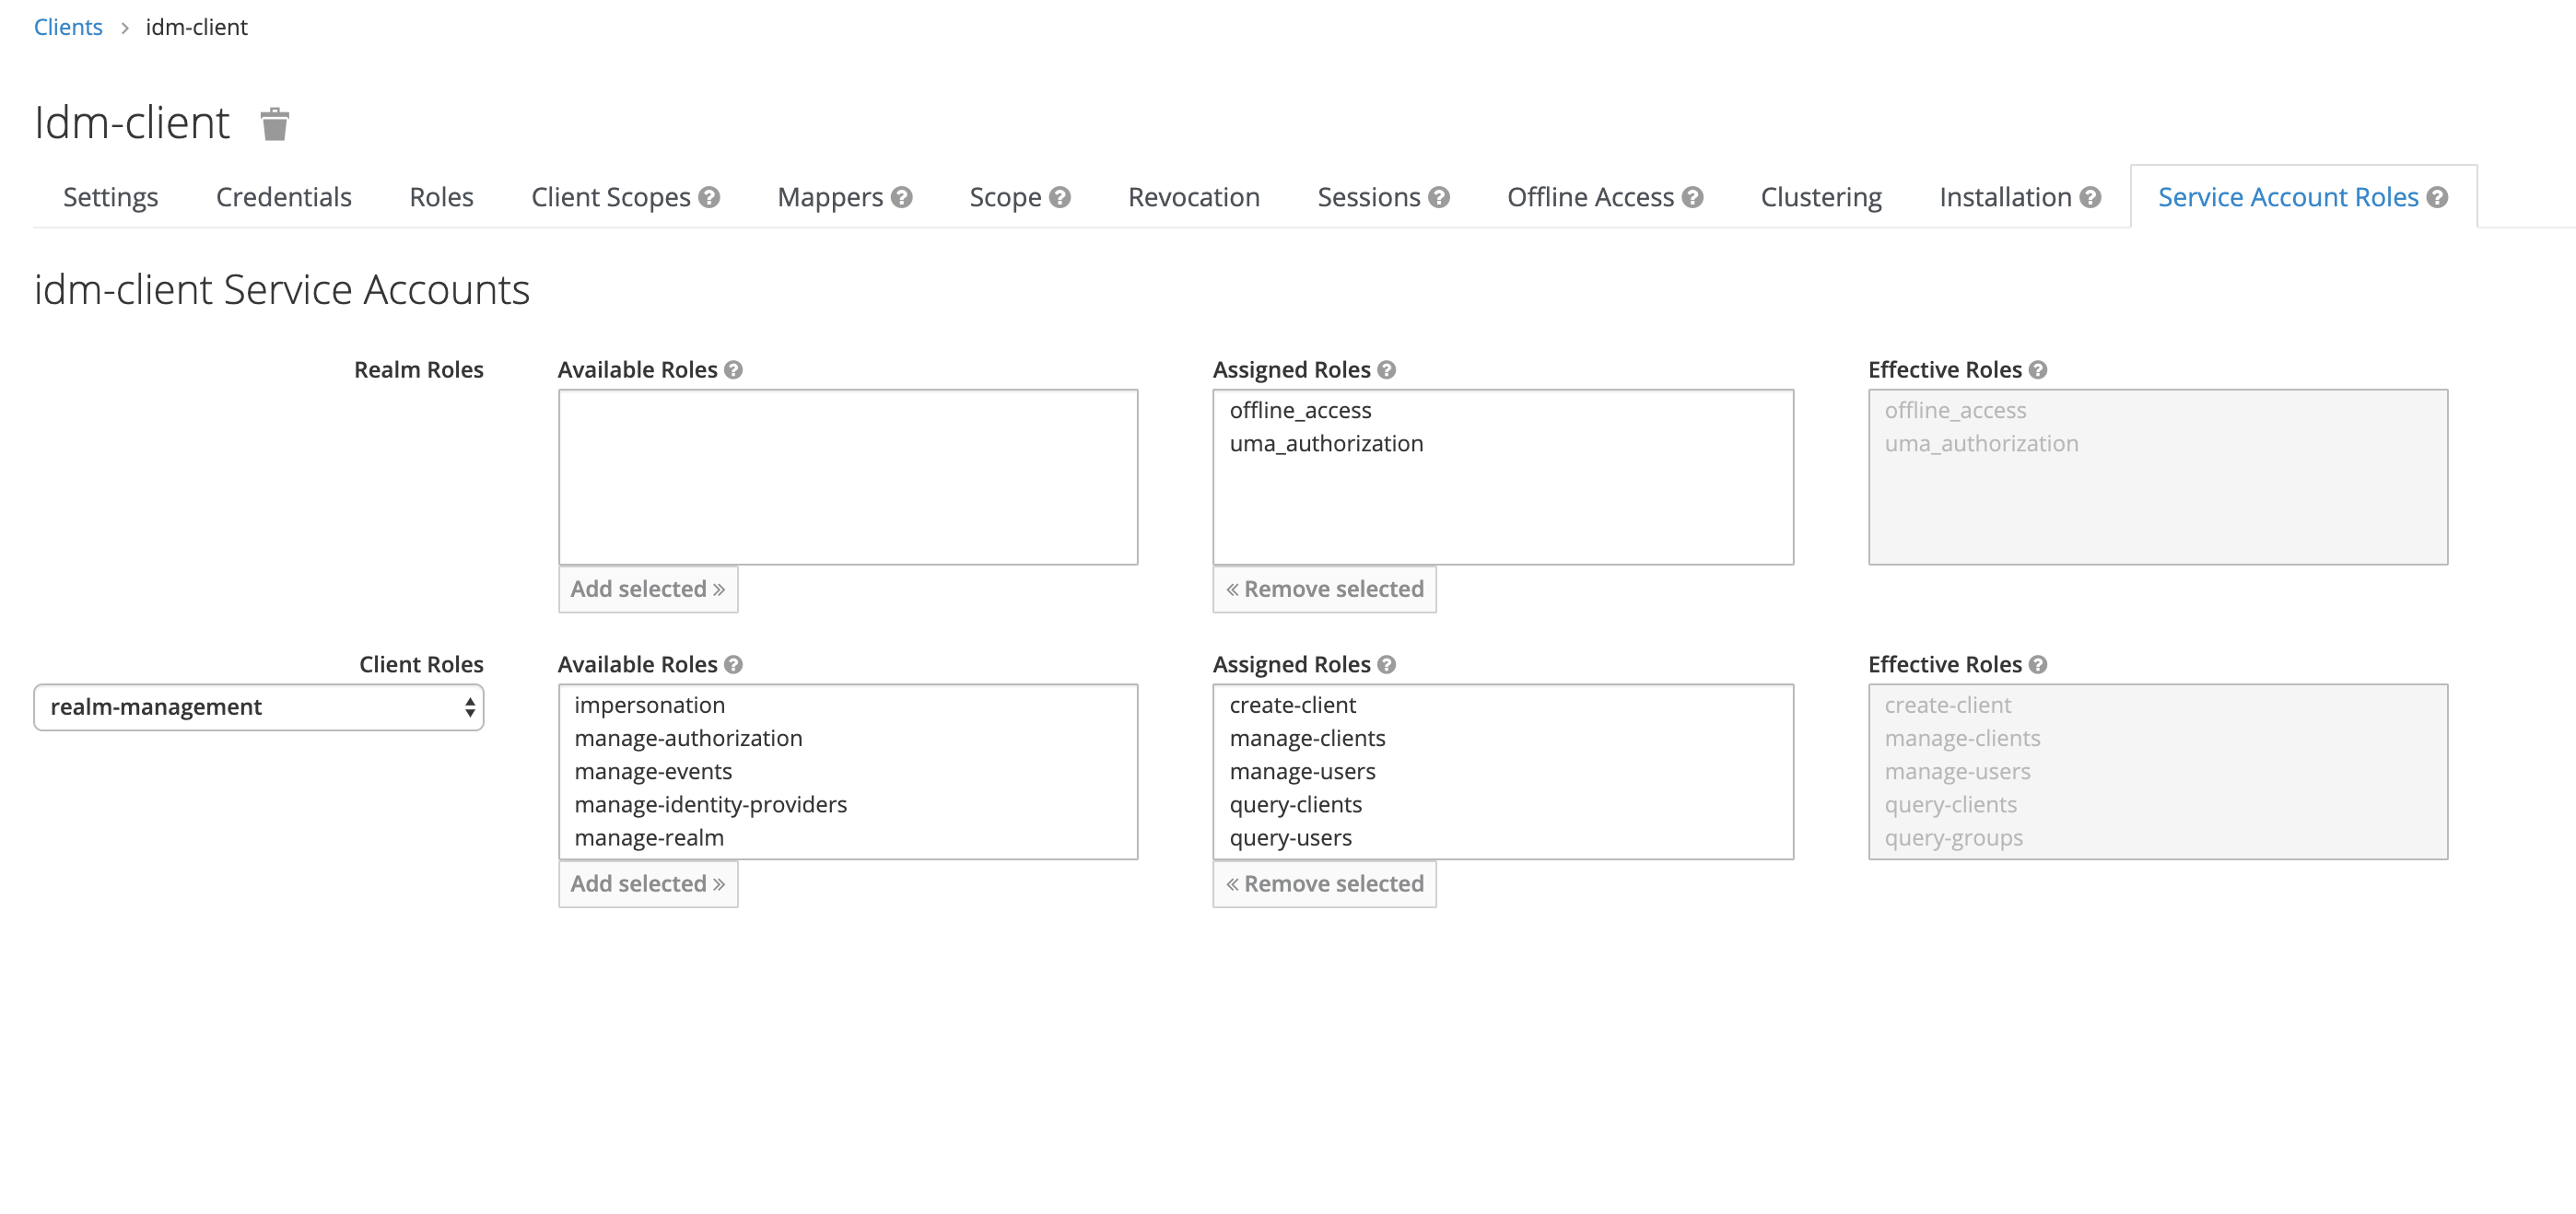 Clients > idm-client
Idm-client
Settings Credentials Roles Client Scopes ? Mappers ? Scope ? Revocation Sessions ? Offline Access ? Clustering Installation ? Service Account Roles ?
idm-client Service Accounts
Realm Roles Available Roles ? Assigned Roles ? Effective Roles ?
offline_access offline_access
uma_authorization uma_authorization
Add selected » « Remove selected
Client Roles Available Roles ? Assigned Roles ? Effective Roles ?
realm-management impersonation create-client create-client
manage-authorization manage-clients manage-clients
manage-events manage-users manage-users
manage-identity-providers query-clients query-clients
manage-realm query-users query-groups
Add selected » « Remove selected